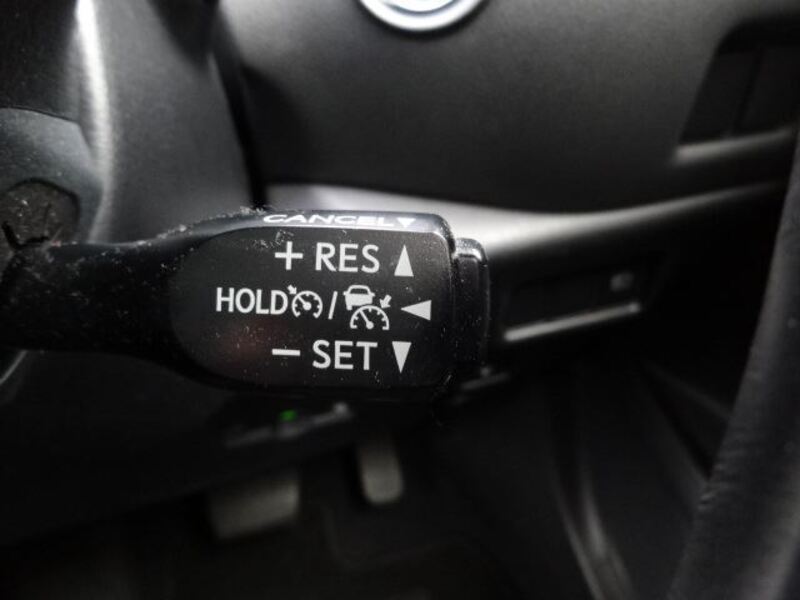 CANCEL
+ RES
HOLD /
- SET